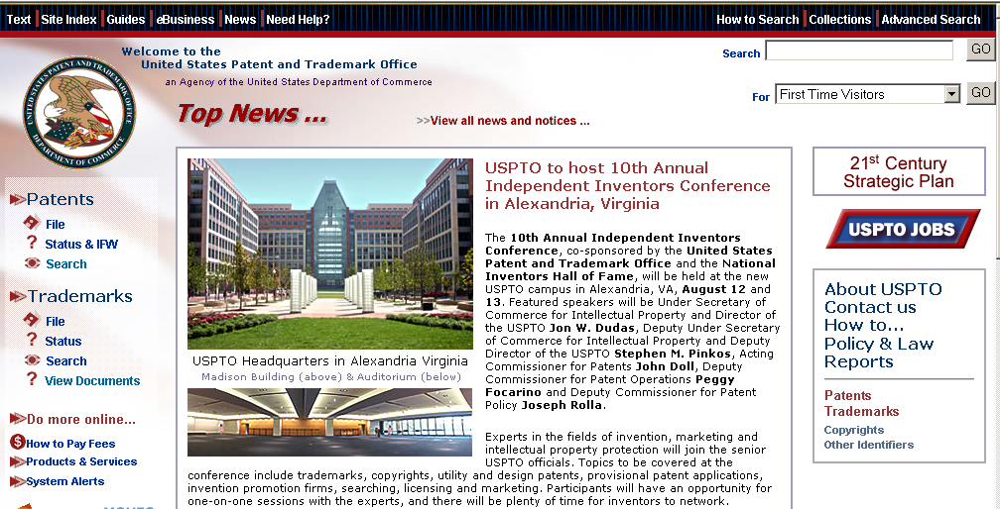 Text Site Index Guides eBusiness News Need Help? How to Search Collections Advanced Search
Welcome to the
United States Patent and Trademark Office
an Agency of the United States Department of Commerce
Search GO
For First Time Visitors GO
UNITED STATES PATENT AND TRADEMARK OFFICE
DEPARTMENT OF COMMERCE
Top News ...
>>View all news and notices ...
Patents
File
Status & IFW
Search
Trademarks
File
Status
Search
View Documents
Do more online...
How to Pay Fees
Products & Services
System Alerts
USPTO Headquarters in Alexandria Virginia
Madison Building (above) & Auditorium (below)
USPTO to host 10th Annual
Independent Inventors Conference
in Alexandria, Virginia
The 10th Annual Independent Inventors
Conference, co-sponsored by the United States
Patent and Trademark Office and the National
Inventors Hall of Fame, will be held at the new
USPTO campus in Alexandria, VA, August 12 and
13. Featured speakers will be Under Secretary of
Commerce for Intellectual Property and Director of
the USPTO Jon W. Dudas, Deputy Under Secretary
of Commerce for Intellectual Property and Deputy
Director of the USPTO Stephen M. Pinkos, Acting
Commissioner for Patents John Doll, Deputy
Commissioner for Patent Operations Peggy
Focarino and Deputy Commissioner for Patent
Policy Joseph Rolla.
Experts in the fields of invention, marketing and
intellectual property protection will join the senior
USPTO officials. Topics to be covered at the
conference include trademarks, copyrights, utility and design patents, provisional patent applications,
invention promotion firms, searching, licensing and marketing. Participants will have an opportunity for
one-on-one sessions with the experts, and there will be plenty of time for inventors to network.
21st Century
Strategic Plan
USPTO JOBS
About USPTO
Contact us
How to...
Policy & Law
Reports
Patents
Trademarks
Copyrights
Other Identifiers